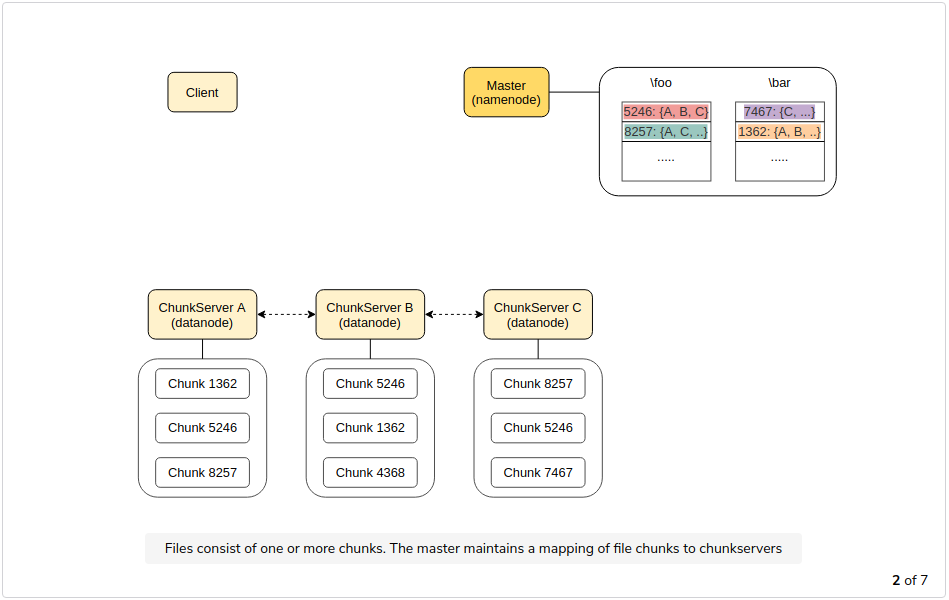 Client
Master
(namenode)
\foo
\bar
5246: {A, B, C}
7467: {C, ...}
8257: {A, C, ..}
1362: {A, B, ..}
.....
.....
ChunkServer A
(datanode)
ChunkServer B
(datanode)
ChunkServer C
(datanode)
Chunk 1362
Chunk 5246
Chunk 8257
Chunk 5246
Chunk 1362
Chunk 4368
Chunk 8257
Chunk 5246
Chunk 7467
Files consist of one or more chunks. The master maintains a mapping of file chunks to chunkservers
2 of 7